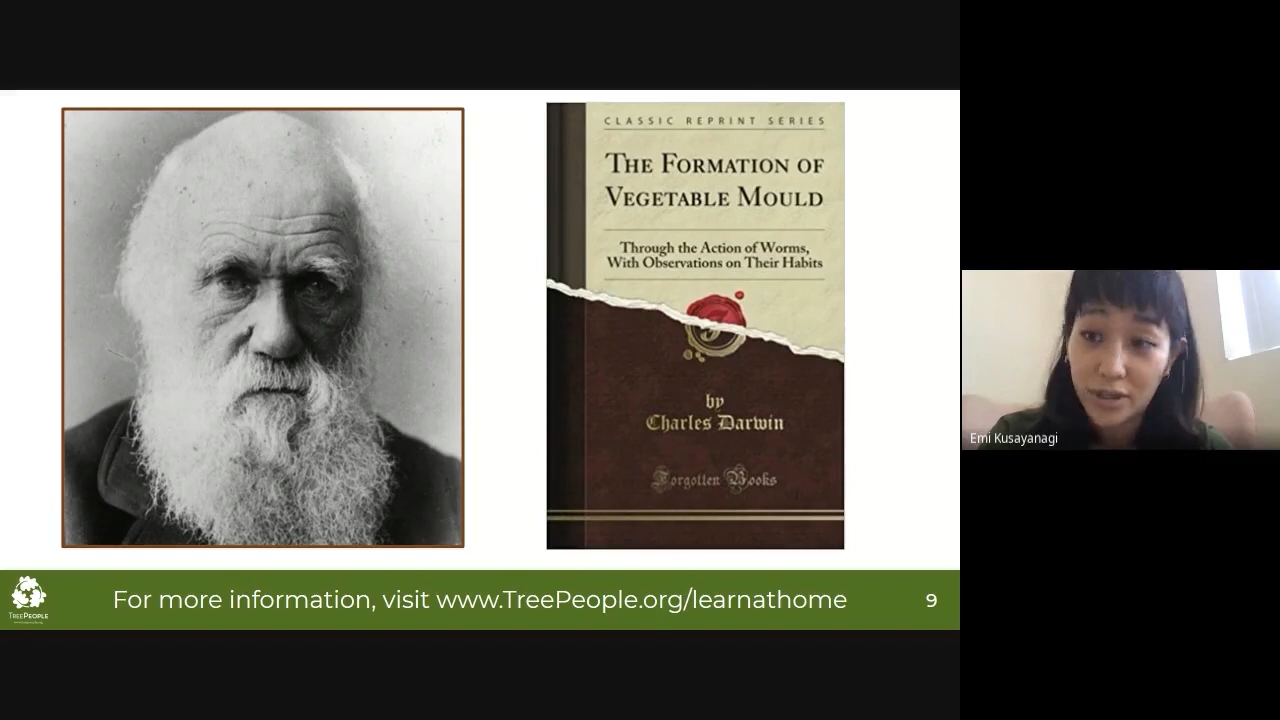 CLASSIC REPRINT SERIES
THE FORMATION OF
VEGETABLE MOULD
Through the Action of Worms,
With Observations on Their Habits
by
Charles Darwin
Forgotten Books
For more information, visit www.TreePeople.org/learnathome
9
TREEPEOPLE
Emi Kusayanagi